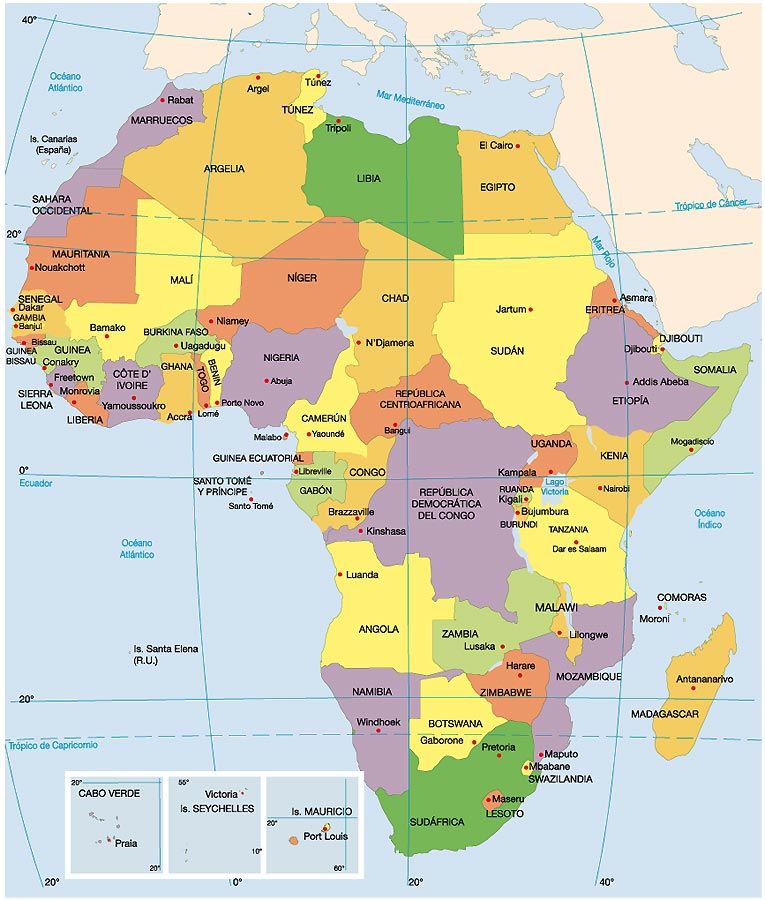 40°
Océano
Atlántico
Rabat
MARRUECOS
Argel
Túnez
TÚNEZ
Mar Mediterráneo
Trípoli
Is. Canarias
(España)
ARGELIA
LIBIA
El Cairo
EGIPTO
SAHARA
OCCIDENTAL
Trópico de Cáncer
20°
MAURITANIA
Nouakchott
MALÍ
NÍGER
CHAD
Mar Rojo
SENEGAL
Dakar
GAMBIA
Banjul
Bamako
BURKINA FASO
Uagadugu
Niamey
N'Djamena
Jartum
SUDÁN
Asmara
ERITREA
DJIBOUTI
Djibouti
GUINEA
BISSAU
Bissau
GUINEA
Conakry
Freetown
SIERRA
LEONA
Monrovia
LIBERIA
CÔTE D'
IVOIRE
Yamoussoukro
GHANA
Accra
TOGO
Lomé
BENIN
Porto Novo
NIGERIA
Abuja
SOMALIA
Addis Abeba
ETIOPÍA
REPÚBLICA
CENTROAFRICANA
Bangui
CAMERÚN
Yaoundé
Malabo
Mogadiscio
GUINEA ECUATORIAL
UGANDA
Kampala
KENIA
Nairobi
0°
Ecuador
SANTO TOMÉ
Y PRÍNCIPE
Santo Tomé
Libreville
GABÓN
CONGO
Brazzaville
Kinshasa
REPÚBLICA
DEMOCRÁTICA
DEL CONGO
Lago
Victoria
RUANDA
Kigali
Bujumbura
BURUNDI
TANZANIA
Dar es Salaam
Océano
Índico
Océano
Atlántico
Luanda
ANGOLA
COMORAS
Moroni
MALAWI
Lilongwe
ZAMBIA
Lusaka
Is. Santa Elena
(R.U.)
Harare
ZIMBABWE
MOZAMBIQUE
Antananarivo
MADAGASCAR
20°
NAMIBIA
Windhoek
BOTSWANA
Gaborone
Trópico de Capricornio
Pretoria
Maputo
Mbabane
SWAZILANDIA
Maseru
LESOTO
SUDÁFRICA
20°
CABO VERDE
Praia
20°
55°
Victoria
Is. SEYCHELLES
10°
Is. MAURICIO
20°
Port Louis
60°
20°
0°
20°
40°